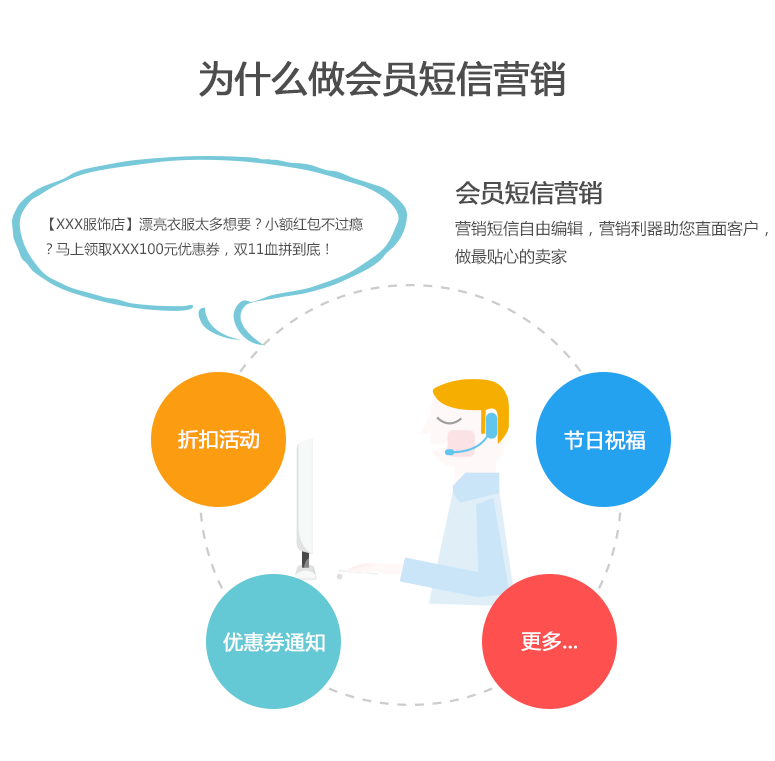 为什么做会员短信营销
会员短信营销
营销短信自由编辑，营销利器助您直面客户，
做最贴心的卖家
【XXX服饰店】漂亮衣服太多想要？小额红包不过瘾
？马上领取XXX100元优惠券，双11血拼到底！
折扣活动
节日祝福
优惠券通知
更多...